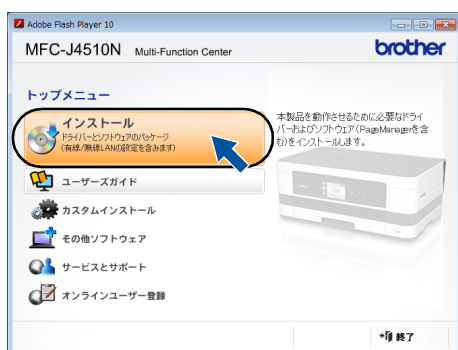 Adobe Flash Player 10
MFC-J4510N Multi-Function Center
brother
トップメニュー
インストール
ドライバーとソフトウェアのパッケージ
(有線/無線LANの設定を含みます)
本製品を動作させるために必要なドライ
バーおよびソフトウェア(PageManagerを含
む)をインストールします。
ユーザーズガイド
カスタムインストール
その他ソフトウェア
サービスとサポート
オンラインユーザー登録
終了